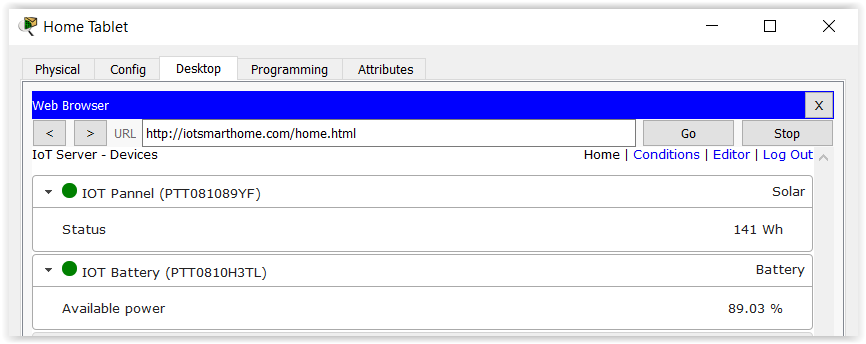 Home Tablet
Physical Config Desktop Programming Attributes
Web Browser X
< > URL http://iotsmarthome.com/home.html Go Stop
IoT Server - Devices Home | Conditions | Editor | Log Out
IOT Pannel (PTT081089YF) Solar
Status 141 Wh
IOT Battery (PTT0810H3TL) Battery
Available power 89.03 %